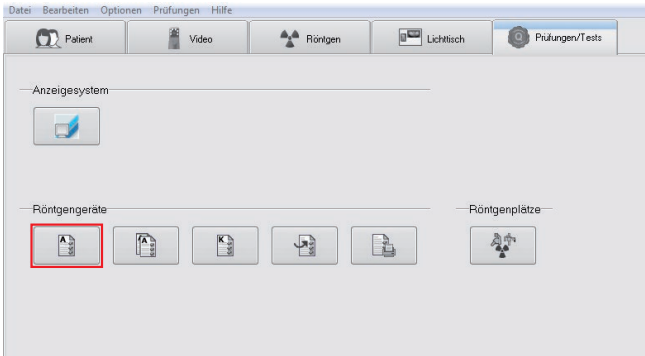 Datei Bearbeiten Optionen Prüfungen Hilfe
Patient Video Röntgen Lichttisch Prüfungen/Tests
Anzeigesystem
Röntgengeräte Röntgenplätze
A A K